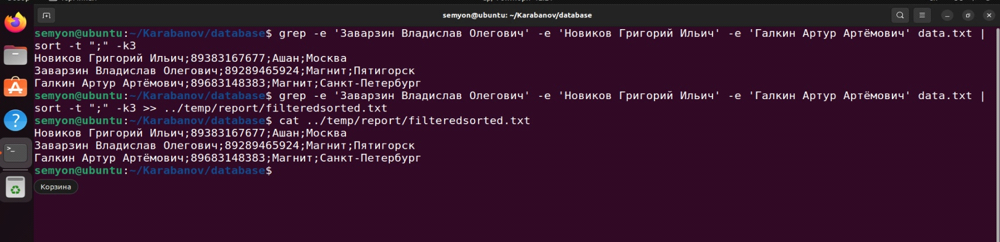 semyon@ubuntu: ~/Karabanov/database
semyon@ubuntu:~/Karabanov/database$ grep -e 'Заварзин Владислав Олегович' -e 'Новиков Григорий Ильич' -e 'Галкин Артур Артёмович' data.txt |
sort -t ";" -k3
Новиков Григорий Ильич;89383167677;Ашан;Москва
Заварзин Владислав Олегович;89289465924;Магнит;Пятигорск
Галкин Артур Артёмович;89683148383;Магнит;Санкт-Петербург
semyon@ubuntu:~/Karabanov/database$ grep -e 'Заварзин Владислав Олегович' -e 'Новиков Григорий Ильич' -e 'Галкин Артур Артёмович' data.txt |
sort -t ";" -k3 >> ../temp/report/filteredsorted.txt
semyon@ubuntu:~/Karabanov/database$ cat ../temp/report/filteredsorted.txt
Новиков Григорий Ильич;89383167677;Ашан;Москва
Заварзин Владислав Олегович;89289465924;Магнит;Пятигорск
Галкин Артур Артёмович;89683148383;Магнит;Санкт-Петербург
semyon@ubuntu:~/Karabanov/database$
Корзина